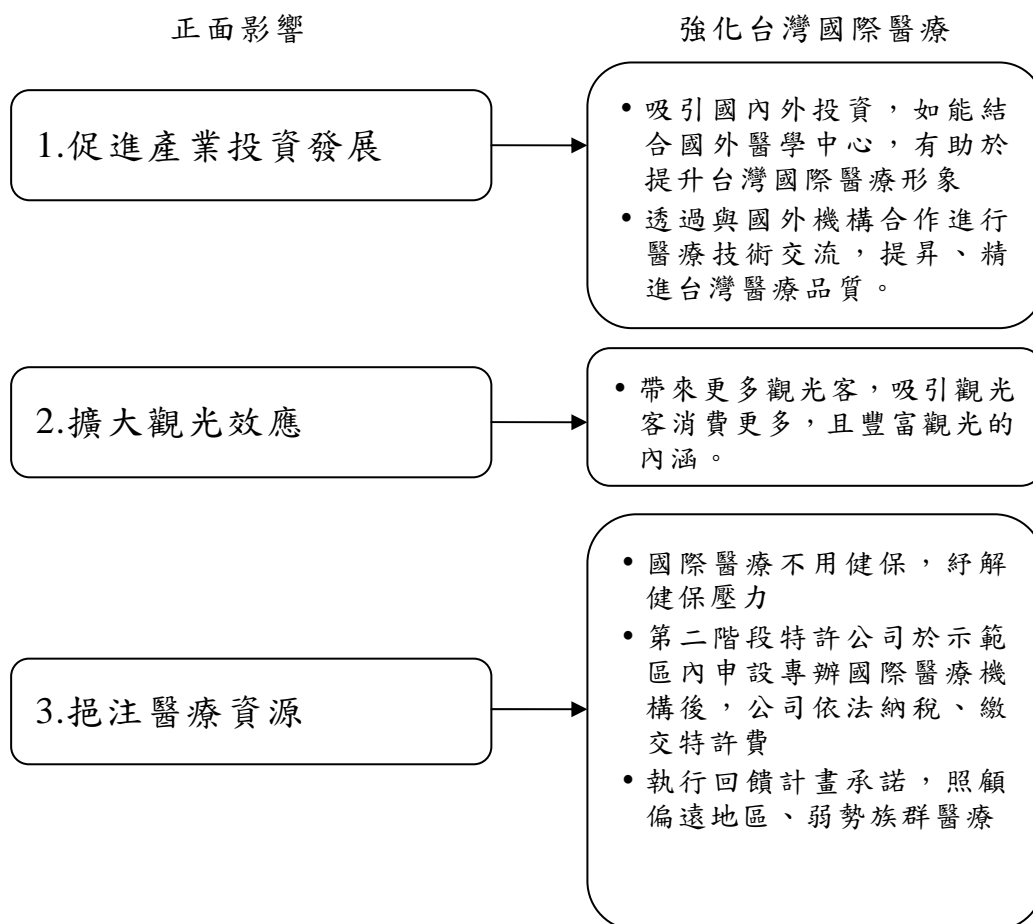 正面影響
強化台灣國際醫療
1.促進產業投資發展
• 吸引國內外投資，如能結
合國外醫學中心，有助於
提升台灣國際醫療形象
• 透過與國外機構合作進行
醫療技術交流，提昇、精
進台灣醫療品質。
2.擴大觀光效應
• 帶來更多觀光客，吸引觀光
客消費更多，且豐富觀光的
內涵。
3.挹注醫療資源
• 國際醫療不用健保，紓解
健保壓力
• 第二階段特許公司於示範
區內申設專辦國際醫療機
構後，公司依法納稅、繳
交特許費
• 執行回饋計畫承諾，照顧
偏遠地區、弱勢族群醫療